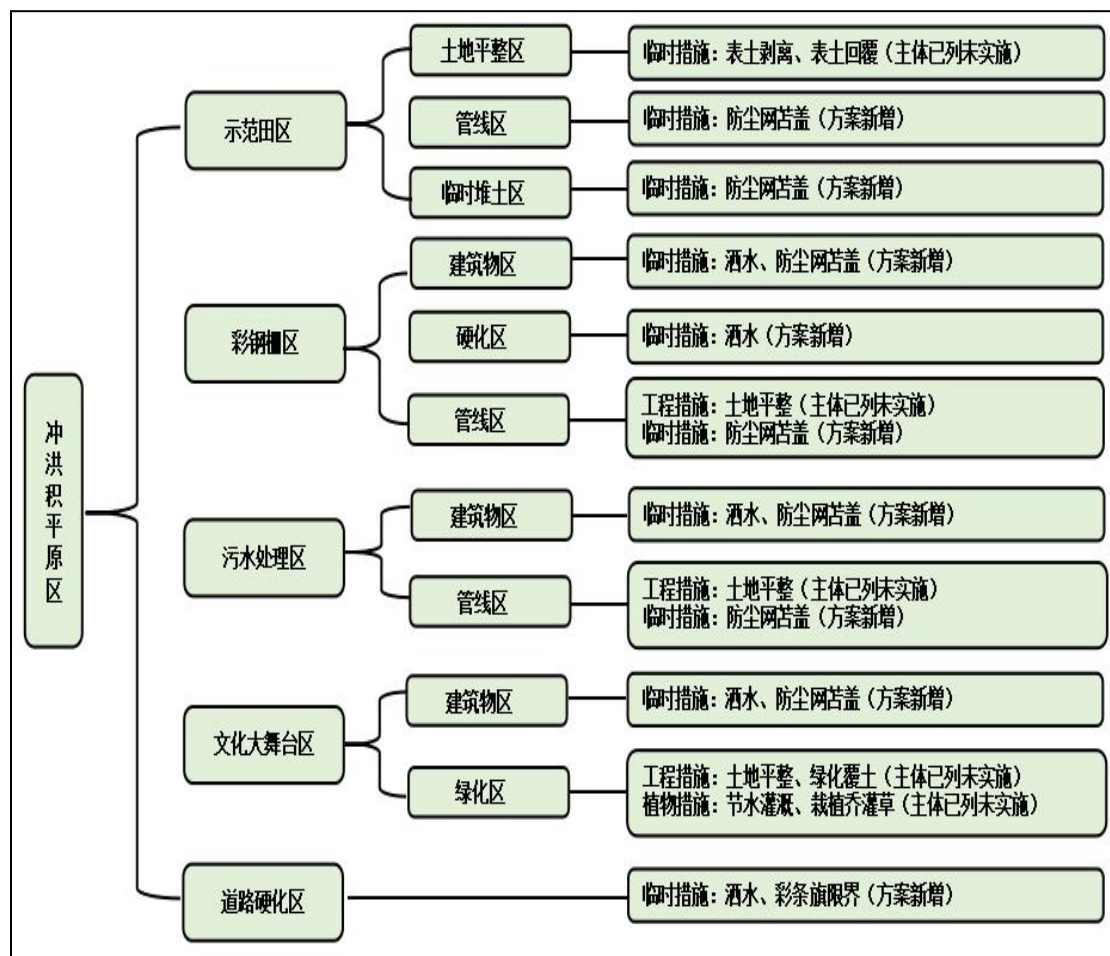 冲洪积平原区
示范田区
土地平整区
临时措施：表土剥离、表土回覆（主体已列未实施）
管线区
临时措施：防尘网苫盖（方案新增）
临时堆土区
临时措施：防尘网苫盖（方案新增）
彩钢棚区
建筑物区
临时措施：洒水、防尘网苫盖（方案新增）
硬化区
临时措施：洒水（方案新增）
管线区
工程措施：土地平整（主体已列未实施）
临时措施：防尘网苫盖（方案新增）
污水处理区
建筑物区
临时措施：洒水、防尘网苫盖（方案新增）
管线区
工程措施：土地平整（主体已列未实施）
临时措施：防尘网苫盖（方案新增）
文化大舞台区
建筑物区
临时措施：洒水、防尘网苫盖（方案新增）
绿化区
工程措施：土地平整、绿化覆土（主体已列未实施）
植物措施：节水灌溉、栽植乔灌草（主体已列未实施）
道路硬化区
临时措施：洒水、彩条旗限界（方案新增）